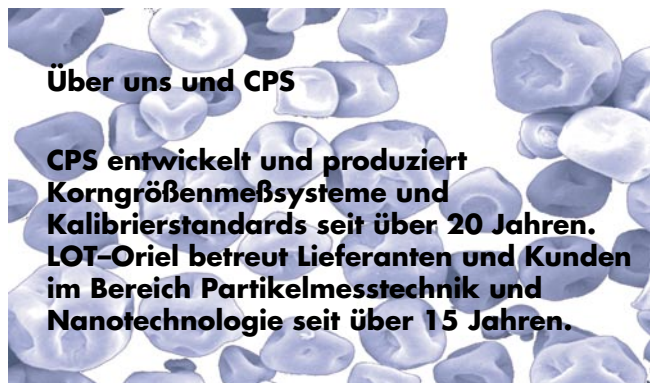 Über uns und CPS
CPS entwickelt und produziert
Korngrößenmeßsysteme und
Kalibrierstandards seit über 20 Jahren.
LOT–Oriel betreut Lieferanten und Kunden
im Bereich Partikelmesstechnik und
Nanotechnologie seit über 15 Jahren.